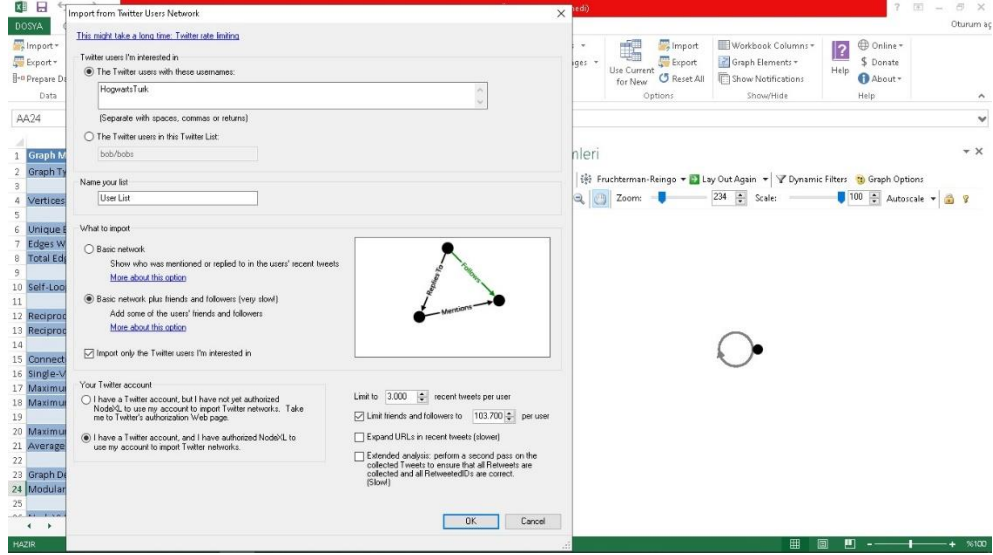 Import from Twitter Users Network
edi)
DOSYA
Oturum aç
This might take a long time: Twitter rate limiting
Twitter users I'm interested in
The Twitter users with these usernames:
HogwartsTurk
(Separate with spaces, commas or returns)
The Twitter users in this Twitter List:
bob/bobs
Name your list
User List
What to import
Basic network
Show who was mentioned or replied to in the users' recent tweets
More about this option
Basic network plus friends and followers (very slow!)
Add some of the users' friends and followers
More about this option
Import only the Twitter users I'm interested in
Replies To
Follows
Mentions
Your Twitter account
I have a Twitter account, but I have not yet authorized
NodeXL to use my account to import Twitter networks. Take
me to Twitter's authorization Web page.
I have a Twitter account, and I have authorized NodeXL to
use my account to import Twitter networks.
Limit to 3.000 recent tweets per user
Limit friends and followers to 103.700 per user
Expand URLs in recent tweets (slower)
Extended analysis: perform a second pass on the
collected Tweets to ensure that all Retweets are
collected and all RetweetedIDs are correct.
(Slow!)
OK Cancel
Import
Export
Prepare Da
Data
AA24
1 Graph M
2 Graph Ty
3
4 Vertices
5
6 Unique E
7 Edges W
8 Total Edg
9
10 Self-Loo
11
12 Reciproc
13 Reciproc
14
15 Connect
16 Single-V
17 Maximu
18 Maximu
19
20 Maximu
21 Average
22
23 Graph De
24 Modular
25
HAZIR
ges
Use Current
for New
Import
Export
Reset All
Options
Workbook Columns
Graph Elements
Show Notifications
Show/Hide
Help
Online
Donate
About
Help
mleri
Fruchterman-Reingo Lay Out Again Dynamic Filters Graph Options
Zoom: 234 Scale: 100 Autoscale
%100